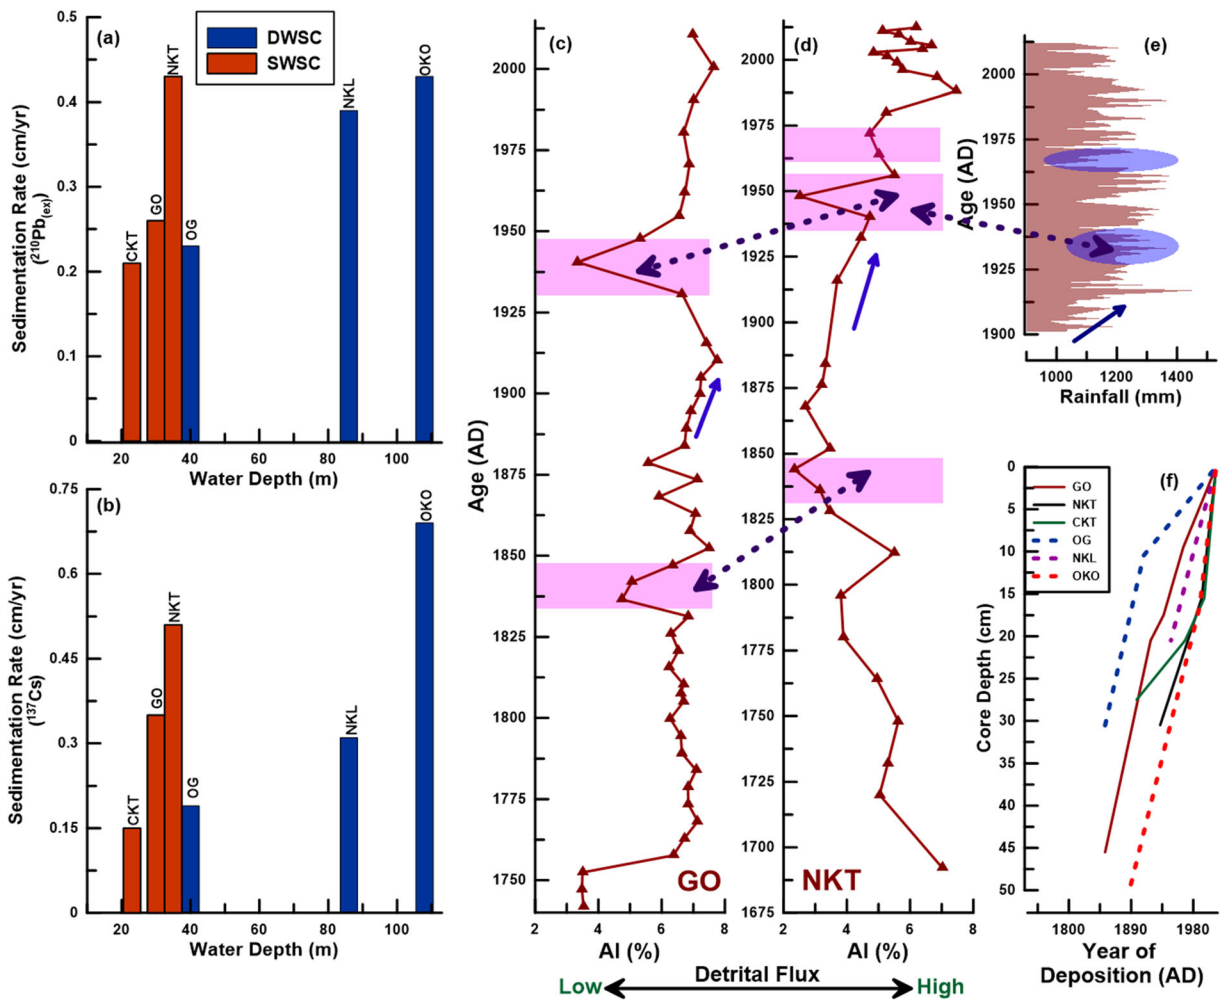 (a)
DWSC
SWSC
Sedimentation Rate (cm/yr)
(210Pb(ex))
0.5
0.4
0.3
0.2
0.1
0
CKT
GO
NKT
OG
NKL
OKO
20 40 60 80 100
Water Depth (m)
(b)
Sedimentation Rate (cm/yr)
(137Cs)
0.75
0.6
0.45
0.3
0.15
0
CKT
GO
NKT
OG
NKL
OKO
20 40 60 80 100
Water Depth (m)
(c)
Age (AD)
2000
1975
1950
1925
1900
1875
1850
1825
1800
1775
1750
GO
2 4 6 8
Al (%)
(d)
2000
1975
1950
1925
1900
1875
1850
1825
1800
1775
1750
1725
1700
1675
NKT
2 4 6 8
Al (%)
Detrital Flux
Low High
(e)
Age (AD)
2000
1975
1950
1925
1900
1000 1200 1400
Rainfall (mm)
(f)
GO
NKT
CKT
OG
NKL
OKO
Core Depth (cm)
0
5
10
15
20
25
30
35
40
45
50
1800 1890 1980
Year of
Deposition (AD)